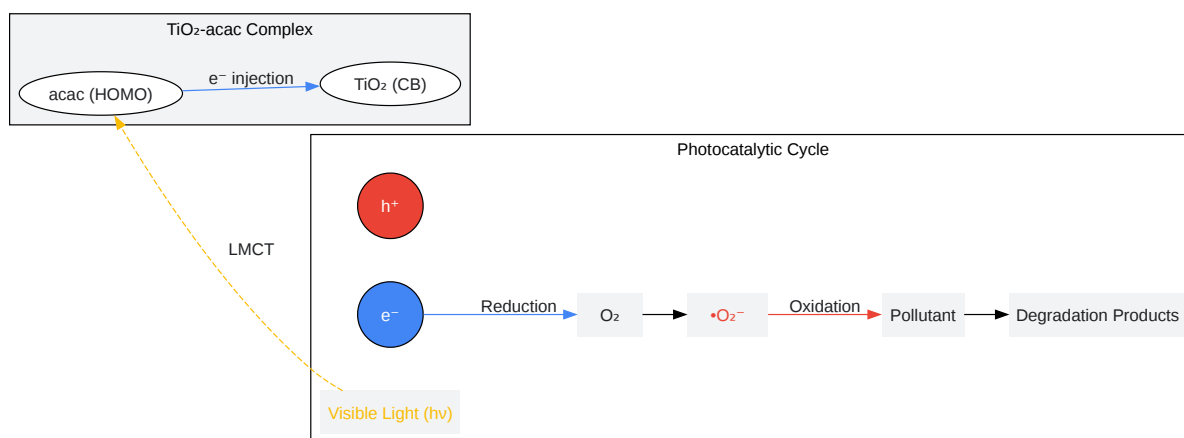 TiO₂-acac Complex
e⁻ injection
acac (HOMO)
TiO₂ (CB)
Photocatalytic Cycle
h⁺
LMCT
e⁻
Reduction
O₂
•O₂⁻
Oxidation
Pollutant
Degradation Products
Visible Light (hν)